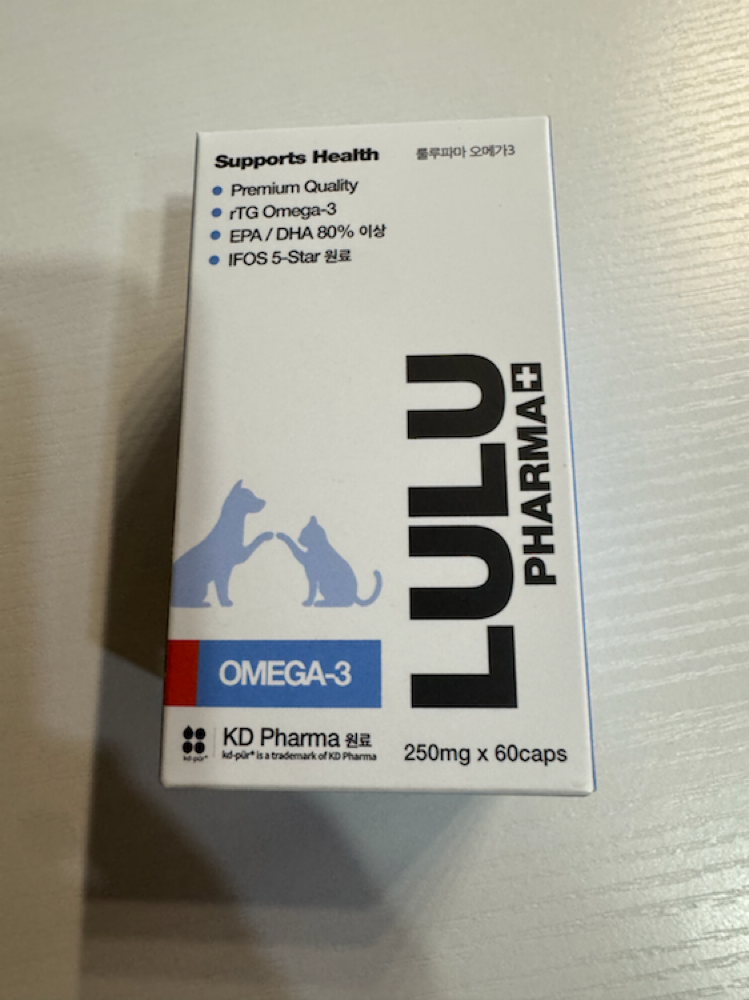 Supports Health
룰루파마 오메가3
Premium Quality
rTG Omega-3
EPA / DHA 80% 이상
IFOS 5-Star 원료
LULU
PHARMA
OMEGA-3
KD Pharma 원료
kd-pür® is a trademark of KD Pharma
kd-pür®
250mg x 60caps